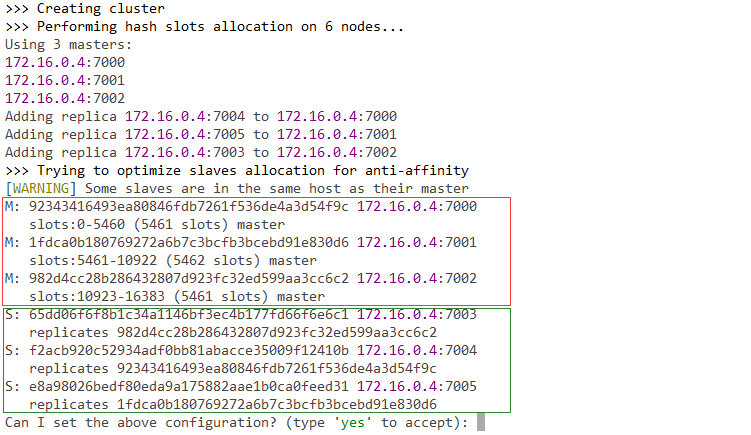 >>> Creating cluster
>>> Performing hash slots allocation on 6 nodes...
Using 3 masters:
172.16.0.4:7000
172.16.0.4:7001
172.16.0.4:7002
Adding replica 172.16.0.4:7004 to 172.16.0.4:7000
Adding replica 172.16.0.4:7005 to 172.16.0.4:7001
Adding replica 172.16.0.4:7003 to 172.16.0.4:7002
>>> Trying to optimize slaves allocation for anti-affinity
[WARNING] Some slaves are in the same host as their master
M: 92343416493ea80846fdb7261f536de4a3d54f9c 172.16.0.4:7000
slots:0-5460 (5461 slots) master
M: 1fdca0b180769272a6b7c3bcfb3bcebd91e830d6 172.16.0.4:7001
slots:5461-10922 (5462 slots) master
M: 982d4cc28b286432807d923fc32ed599aa3cc6c2 172.16.0.4:7002
slots:10923-16383 (5461 slots) master
S: 65dd06f6f8b1c34a1146bf3ec4b177fd66f6e6c1 172.16.0.4:7003
replicates 982d4cc28b286432807d923fc32ed599aa3cc6c2
S: f2acb920c52934adf0bb81abacce35009f12410b 172.16.0.4:7004
replicates 92343416493ea80846fdb7261f536de4a3d54f9c
S: e8a98026bedf80eda9a175882aae1b0ca0feed31 172.16.0.4:7005
replicates 1fdca0b180769272a6b7c3bcfb3bcebd91e830d6
Can I set the above configuration? (type 'yes' to accept):